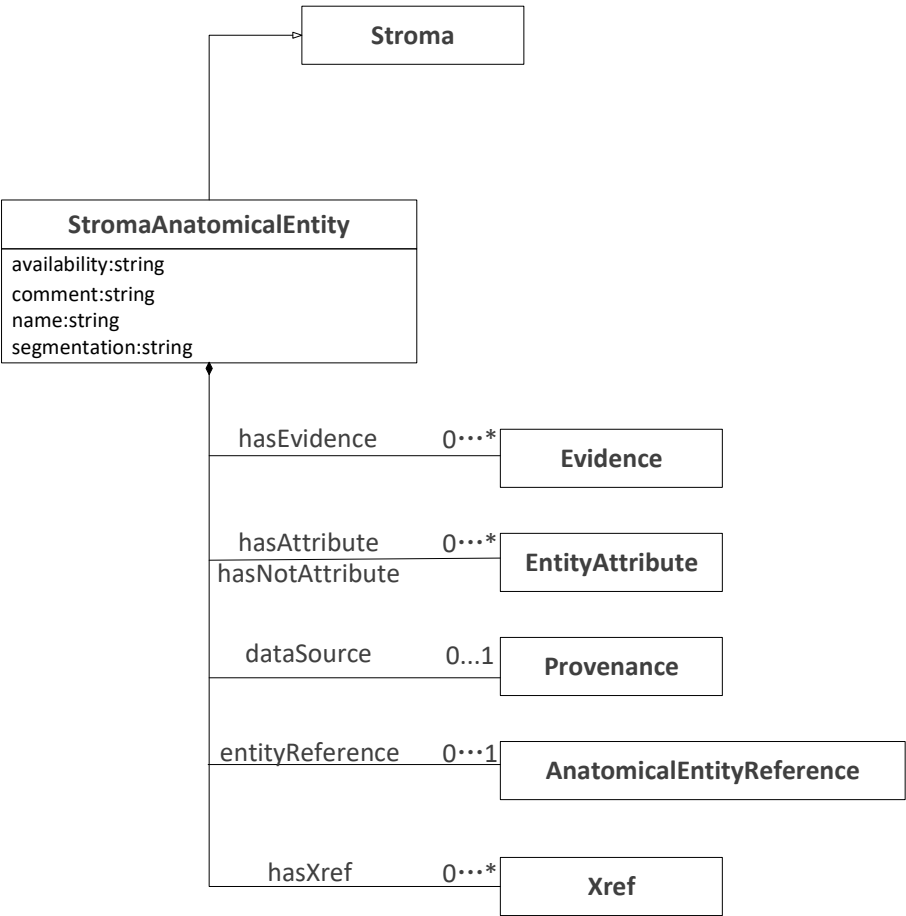 Stroma
StromaAnatomicalEntity
availability:string
comment:string
name:string
segmentation:string
hasEvidence 0···*
Evidence
hasAttribute 0···*
hasNotAttribute
EntityAttribute
dataSource 0...1
Provenance
entityReference 0···1
AnatomicalEntityReference
hasXref 0···*
Xref